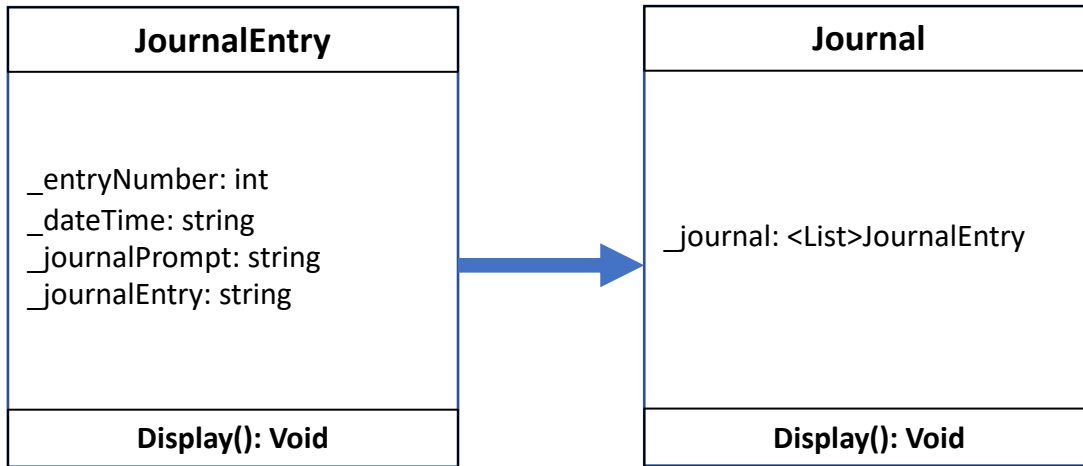 JournalEntry
_entryNumber: int
_dateTime: string
_journalPrompt: string
_journalEntry: string
Display(): Void
Journal
_journal: <List>JournalEntry
Display(): Void